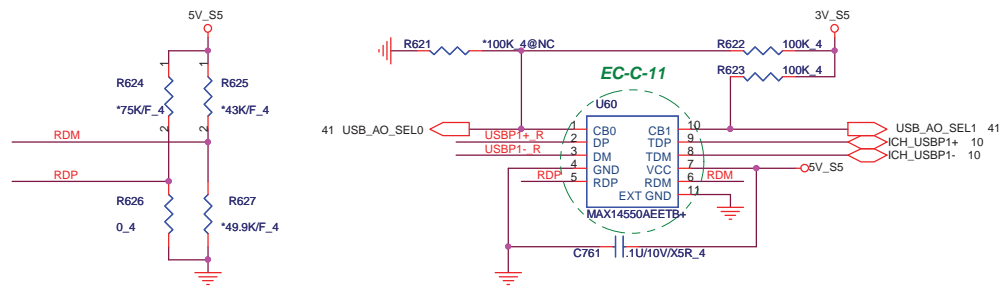 5V_S5
R624
*75K/F_4
1
2
R625
*43K/F_4
1
2
RDM
RDP
R626
0_4
R627
*49.9K/F_4
3V_S5
R621
*100K_4@NC
R622
100K_4
R623
100K_4
EC-C-11
U60
41 USB_AO_SEL0
1
CB0
CB1
10
USB_AO_SEL1 41
USBP1+_R
2
DP
TDP
9
ICH_USBP1+ 10
USBP1-_R
3
DM
TDM
8
ICH_USBP1- 10
4
GND
VCC
7
5V_S5
RDP
5
RDP
RDM
6
RDM
EXT GND
11
MAX14550AEETB+
C761
.1U/10V/X5R_4